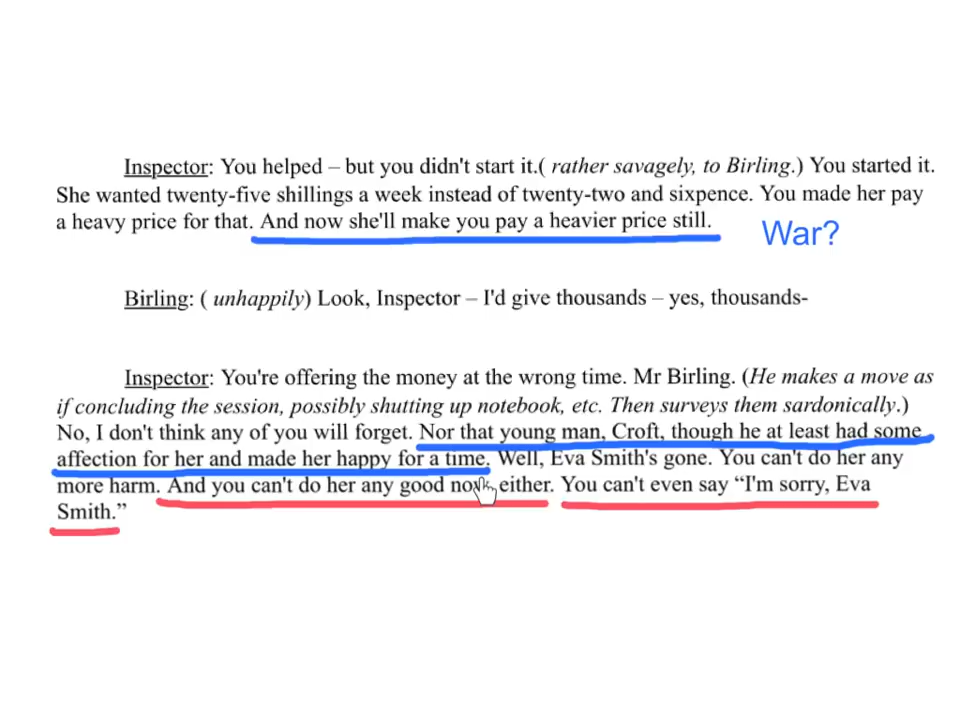 Inspector: You helped – but you didn't start it.( rather savagely, to Birling.) You started it.
She wanted twenty-five shillings a week instead of twenty-two and sixpence. You made her pay
a heavy price for that. And now she'll make you pay a heavier price still.
War?
Birling: ( unhappily) Look, Inspector – I'd give thousands – yes, thousands-
Inspector: You're offering the money at the wrong time. Mr Birling. (He makes a move as
if concluding the session, possibly shutting up notebook, etc. Then surveys them sardonically.)
No, I don't think any of you will forget. Nor that young man, Croft, though he at least had some
affection for her and made her happy for a time. Well, Eva Smith's gone. You can't do her any
more harm. And you can't do her any good now, either. You can't even say “I'm sorry, Eva
Smith.”